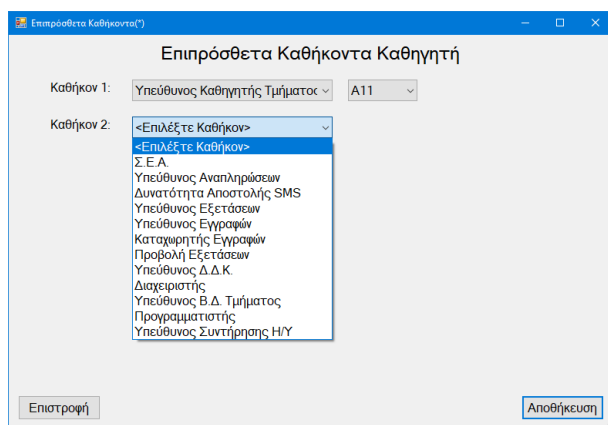 Επιπρόσθετα Καθήκοντα(*)
Επιπρόσθετα Καθήκοντα Καθηγητή
Καθήκον 1: Υπεύθυνος Καθηγητής Τμήματος A11
Καθήκον 2: <Επιλέξτε Καθήκον>
<Επιλέξτε Καθήκον>
Σ.Ε.Α.
Υπεύθυνος Αναπληρώσεων
Δυνατότητα Αποστολής SMS
Υπεύθυνος Εξετάσεων
Υπεύθυνος Εγγραφών
Καταχωρητής Εγγραφών
Προβολή Εξετάσεων
Υπεύθυνος Δ.Δ.Κ.
Διαχειριστής
Υπεύθυνος Β.Δ. Τμήματος
Προγραμματιστής
Υπεύθυνος Συντήρησης Η/Υ
Επιστροφή Αποθήκευση